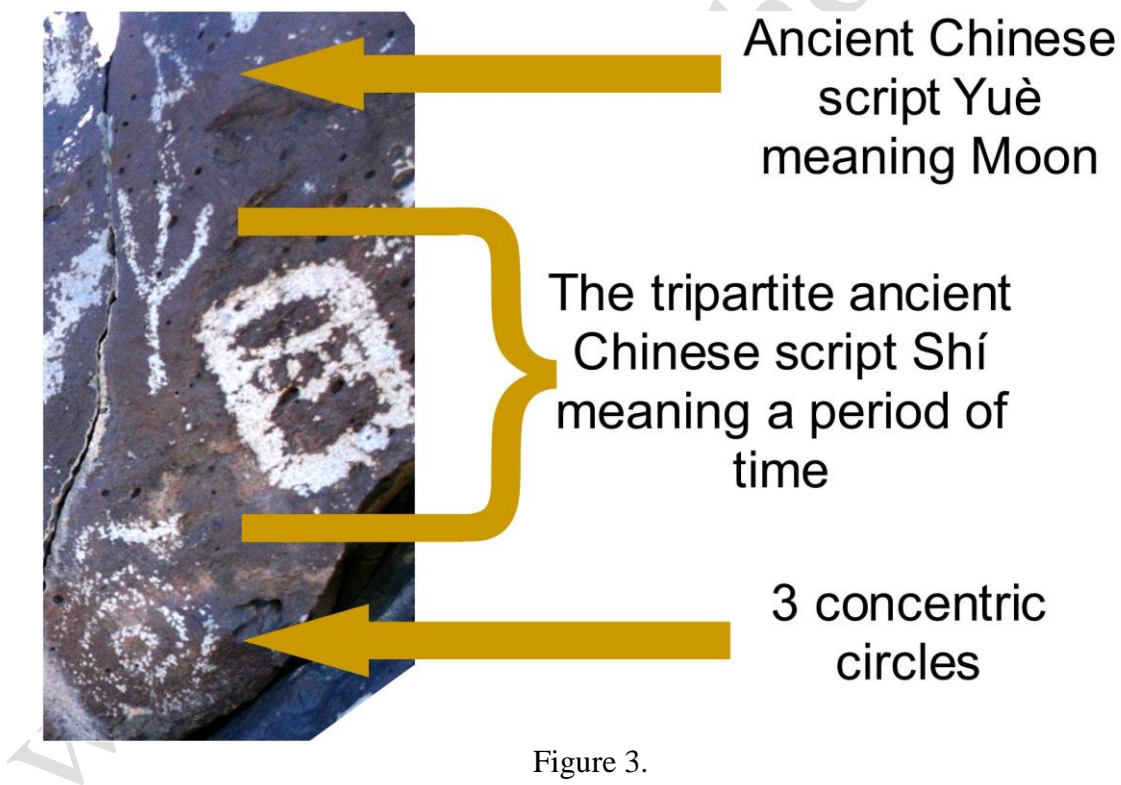 Ancient Chinese
script Yuè
meaning Moon
The tripartite ancient
Chinese script Shí
meaning a period of
time
3 concentric
circles
Figure 3.